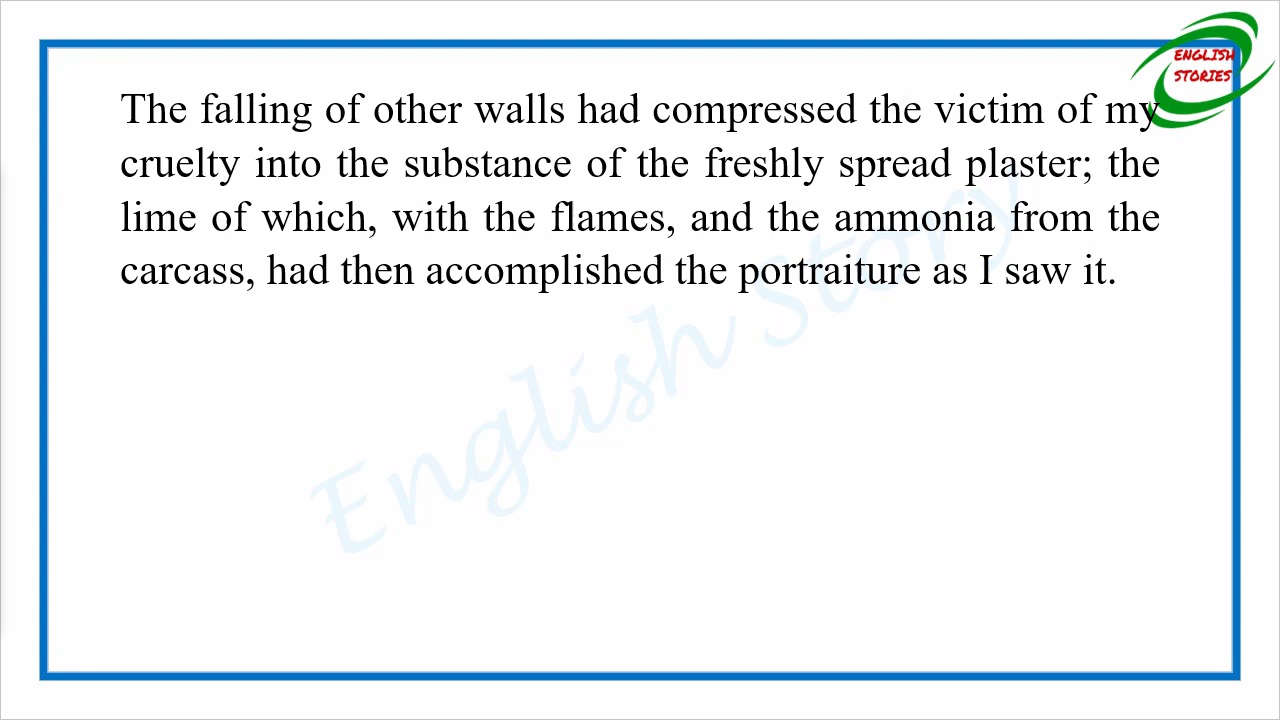 ENGLISH
STORIES
The falling of other walls had compressed the victim of my
cruelty into the substance of the freshly spread plaster; the
lime of which, with the flames, and the ammonia from the
carcass, had then accomplished the portraiture as I saw it.
English Story